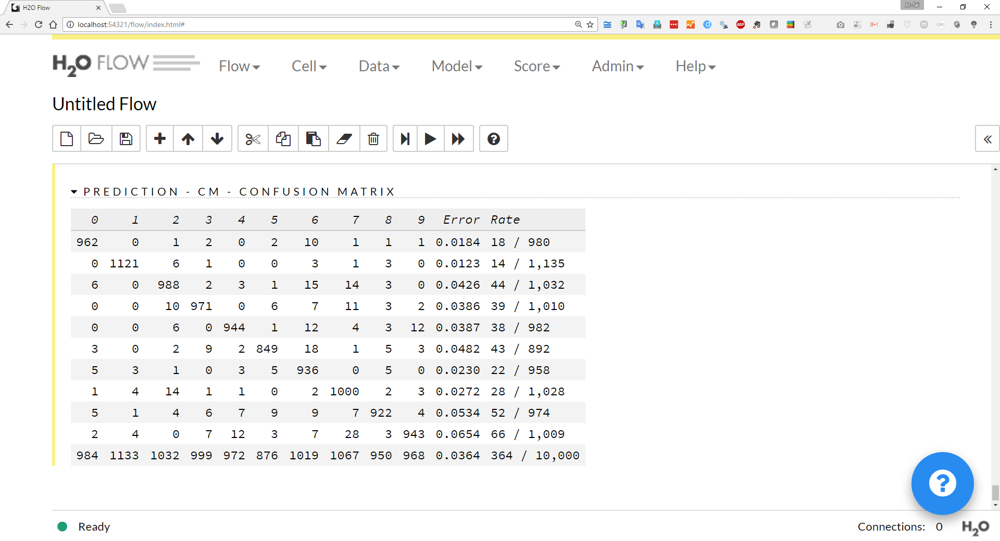 H2O Flow
Jo-fai
localhost:54321/flow/index.html#
H2O FLOW Flow Cell Data Model Score Admin Help
Untitled Flow
PREDICTION - CM - CONFUSION MATRIX
0 1 2 3 4 5 6 7 8 9 Error Rate
962 0 1 2 0 2 10 1 1 1 0.0184 18 / 980
0 1121 6 1 0 0 3 1 3 0 0.0123 14 / 1,135
6 0 988 2 3 1 15 14 3 0 0.0426 44 / 1,032
0 0 10 971 0 6 7 11 3 2 0.0386 39 / 1,010
0 0 6 0 944 1 12 4 3 12 0.0387 38 / 982
3 0 2 9 2 849 18 1 5 3 0.0482 43 / 892
5 3 1 0 3 5 936 0 5 0 0.0230 22 / 958
1 4 14 1 1 0 2 1000 2 3 0.0272 28 / 1,028
5 1 4 6 7 9 9 7 922 4 0.0534 52 / 974
2 4 0 7 12 3 7 28 3 943 0.0654 66 / 1,009
984 1133 1032 999 972 876 1019 1067 950 968 0.0364 364 / 10,000
Ready
Connections: 0 H2O